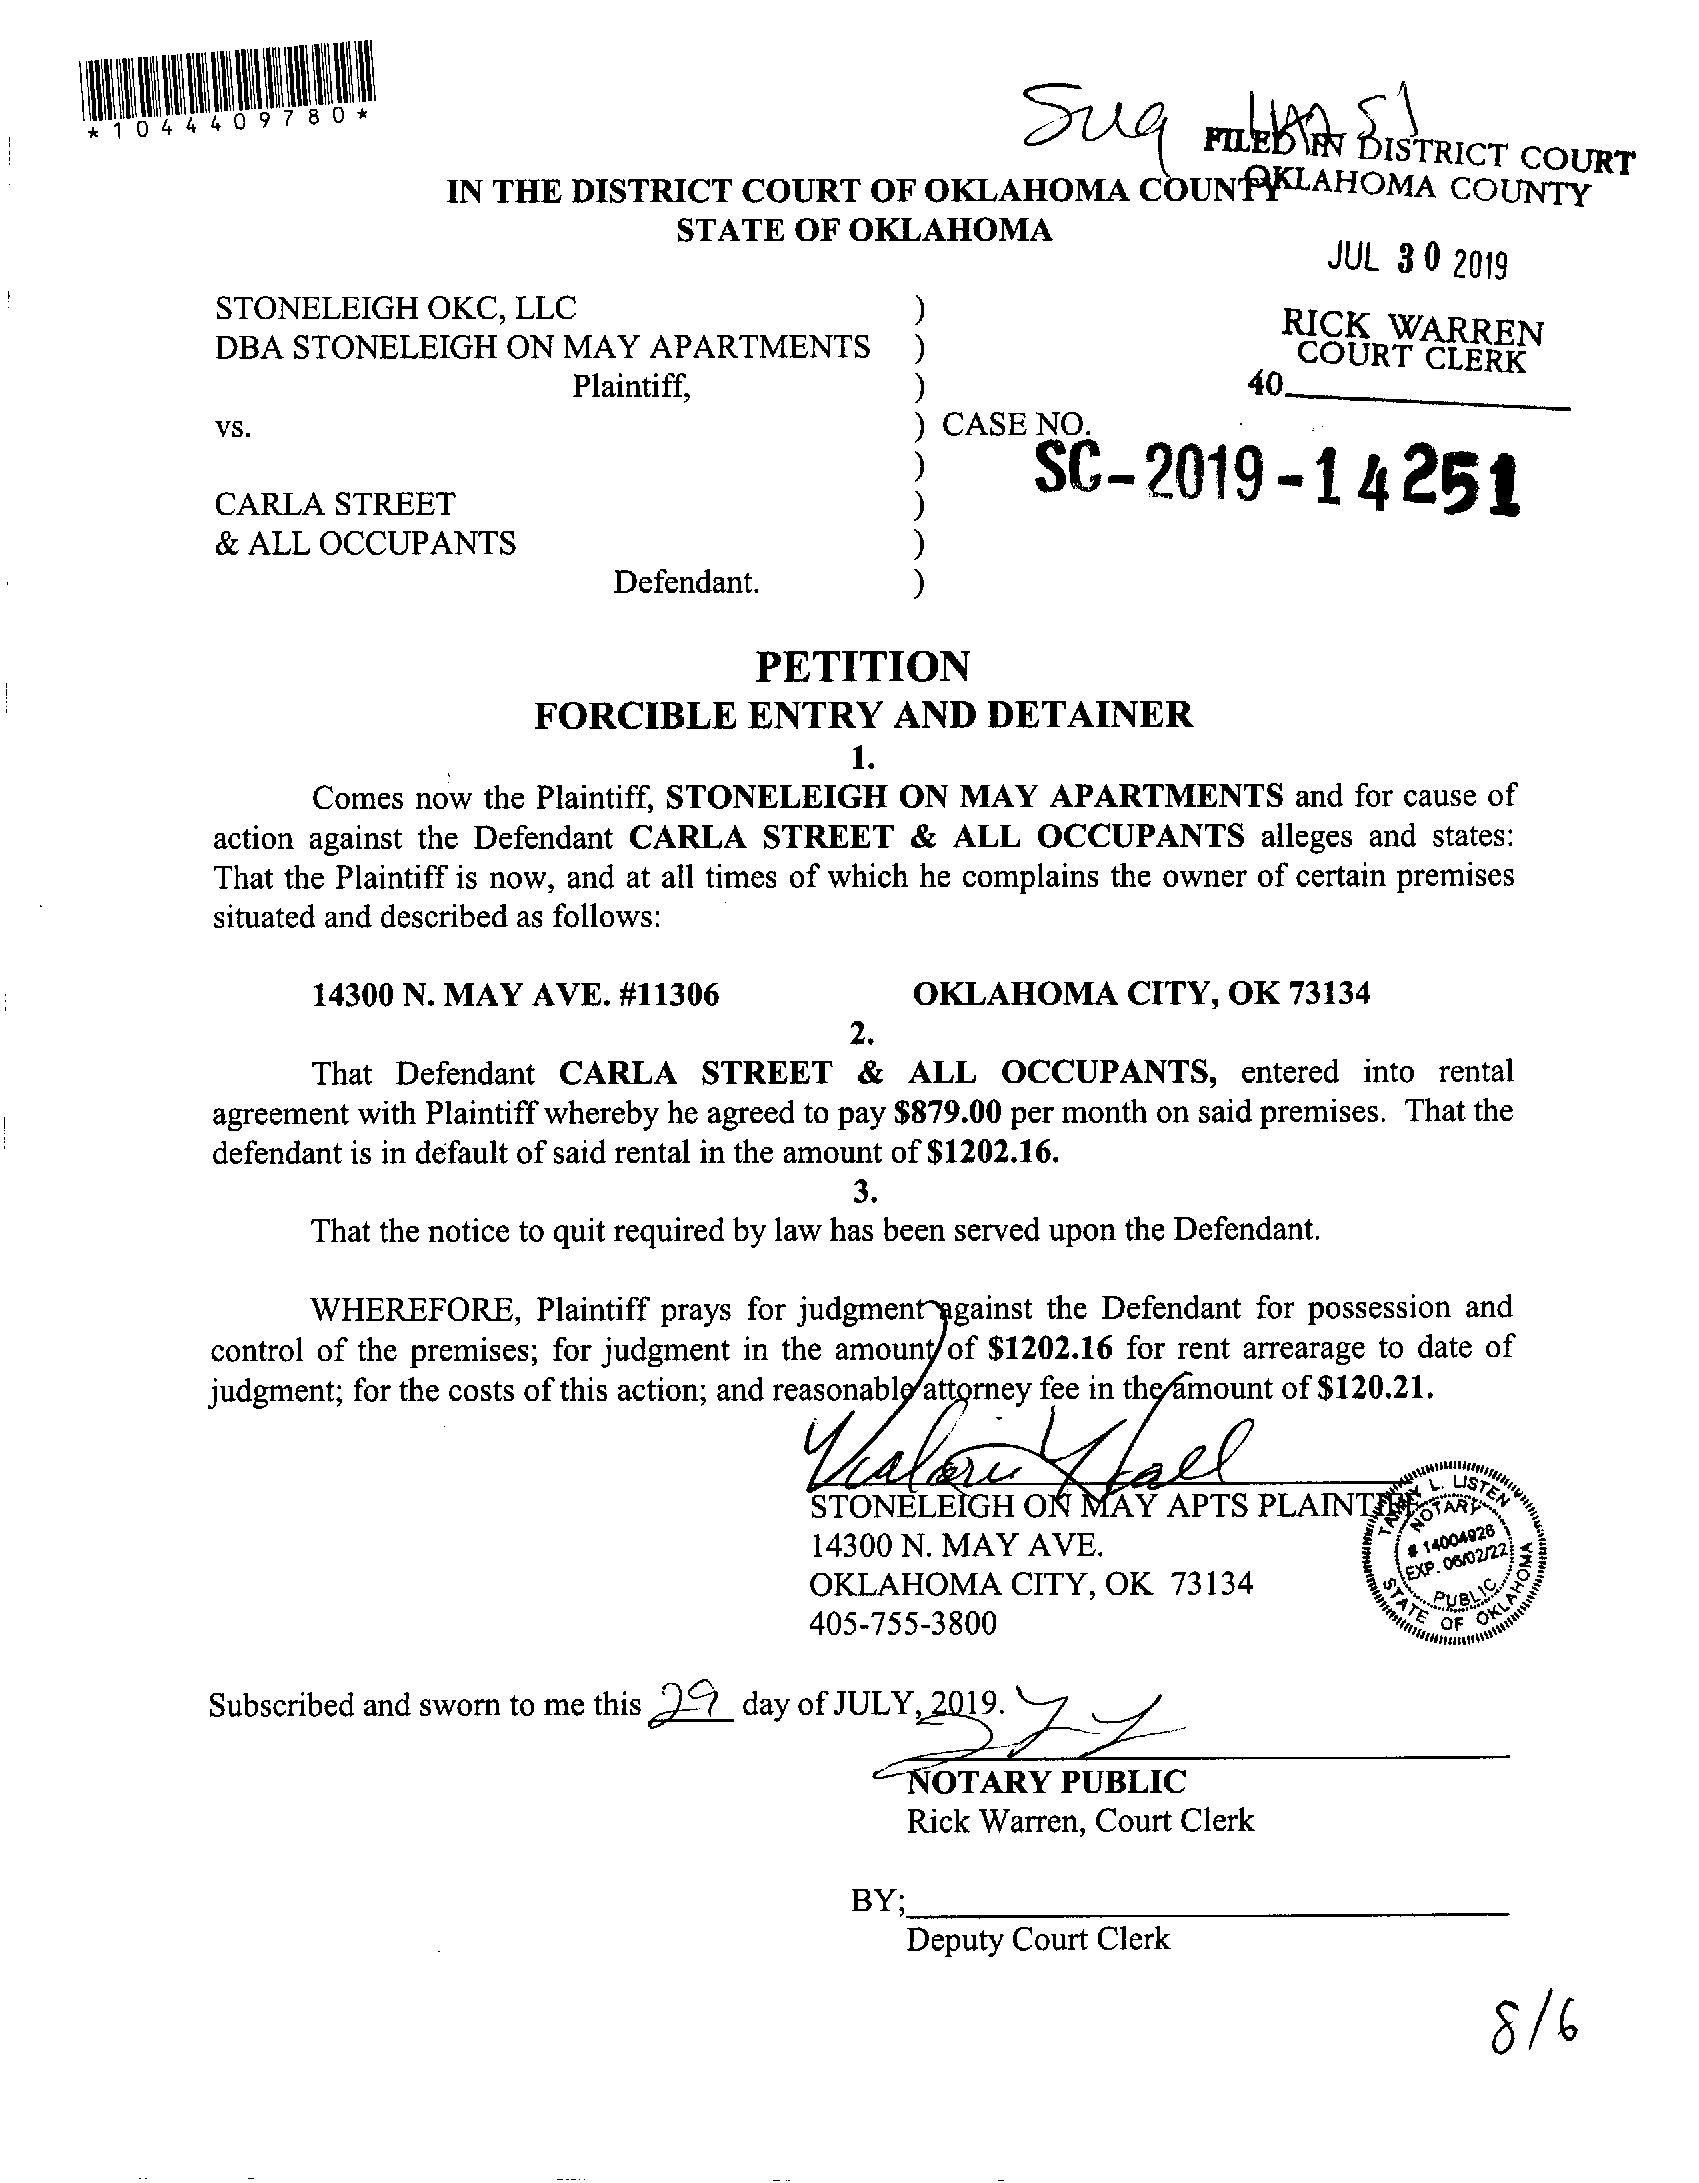 *1044409780*
FILED IN DISTRICT COURT
OKLAHOMA COUNTY
IN THE DISTRICT COURT OF OKLAHOMA COUNTY
STATE OF OKLAHOMA
JUL 30 2019
STONELEIGH OKC, LLC )
RICK WARREN
COURT CLERK
DBA STONELEIGH ON MAY APARTMENTS )
Plaintiff, )
40
vs. ) CASE NO.
) SC-2019-14251
CARLA STREET )
& ALL OCCUPANTS )
Defendant. )
PETITION
FORCIBLE ENTRY AND DETAINER
1.
Comes now the Plaintiff, STONELEIGH ON MAY APARTMENTS and for cause of
action against the Defendant CARLA STREET & ALL OCCUPANTS alleges and states:
That the Plaintiff is now, and at all times of which he complains the owner of certain premises
situated and described as follows:
14300 N. MAY AVE. #11306 OKLAHOMA CITY, OK 73134
2.
That Defendant CARLA STREET & ALL OCCUPANTS, entered into rental
agreement with Plaintiff whereby he agreed to pay $879.00 per month on said premises. That the
defendant is in default of said rental in the amount of $1202.16.
3.
That the notice to quit required by law has been served upon the Defendant.
WHEREFORE, Plaintiff prays for judgment against the Defendant for possession and
control of the premises; for judgment in the amount of $1202.16 for rent arrearage to date of
judgment; for the costs of this action; and reasonable attorney fee in the amount of $120.21.
Valorie Hall
STONELEIGH ON MAY APTS PLAINTIFF
14300 N. MAY AVE.
OKLAHOMA CITY, OK 73134
405-755-3800
L. LISTEN
NOTARY
# 14004926
EXP. 06/02/22
PUBLIC
STATE OF OKLAHOMA
Subscribed and sworn to me this 29 day of JULY, 2019.
NOTARY PUBLIC
Rick Warren, Court Clerk
BY;
Deputy Court Clerk
8/6